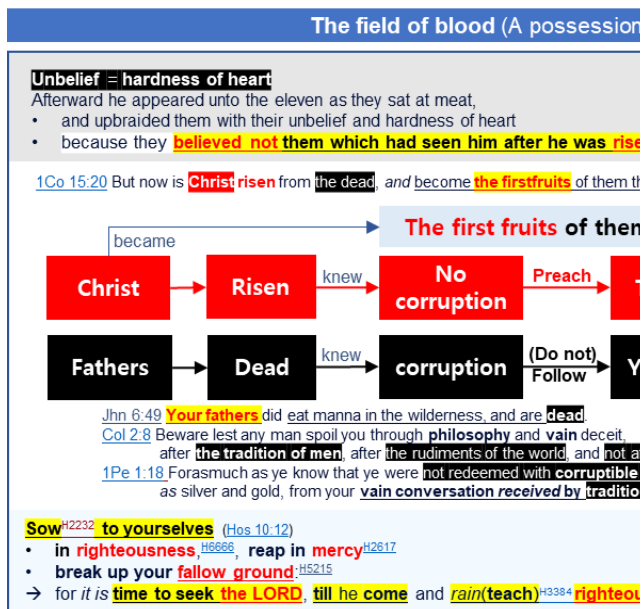 The field of blood (A possession
Unbelief = hardness of heart
Afterward he appeared unto the eleven as they sat at meat,
• and upbraided them with their unbelief and hardness of heart
• because they believed not them which had seen him after he was rise
1Co 15:20 But now is Christ risen from the dead, and become the firstfruits of them th
became
The first fruits of them
Christ
Risen
knew
No corruption
Preach
T
Fathers
Dead
knew
corruption
(Do not) Follow
Y
Jhn 6:49 Your fathers did eat manna in the wilderness, and are dead.
Col 2:8 Beware lest any man spoil you through philosophy and vain deceit,
after the tradition of men, after the rudiments of the world, and not a
1Pe 1:18 Forasmuch as ye know that ye were not redeemed with corruptible
as silver and gold, from your vain conversation received by tradition
Sow H2232 to yourselves (Hos 10:12)
• in righteousness, H6666, reap in mercy H2617
• break up your fallow ground: H5215
→ for it is time to seek the LORD, till he come and rain(teach) H3384 righteou